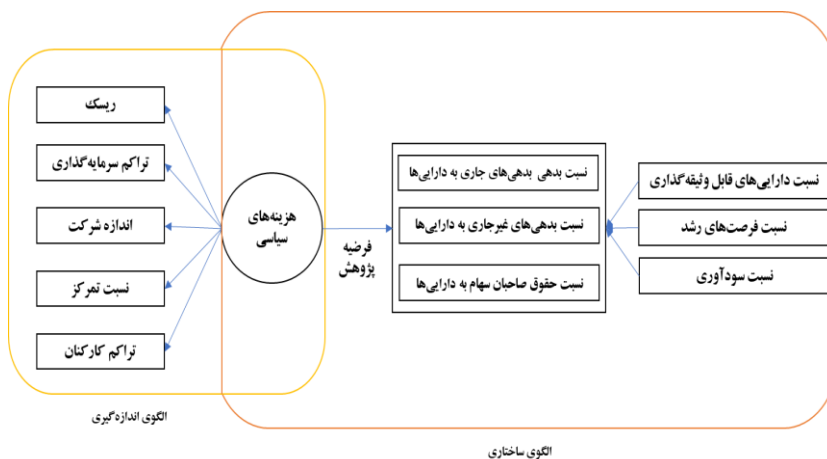 نسبت دارایی‌های قابل وثیقه‌گذاری
نسبت فرصت‌های رشد
نسبت سودآوری
نسبت بدهی بدهی‌های جاری به دارایی‌ها
نسبت بدهی‌های غیرجاری به دارایی‌ها
نسبت حقوق صاحبان سهام به دارایی‌ها
فرضیه
پژوهش
هزینه‌های
سیاسی
ریسک
تراکم سرمایه‌گذاری
اندازه شرکت
نسبت تمرکز
تراکم کارکنان
الگوی اندازه‌گیری
الگوی ساختاری